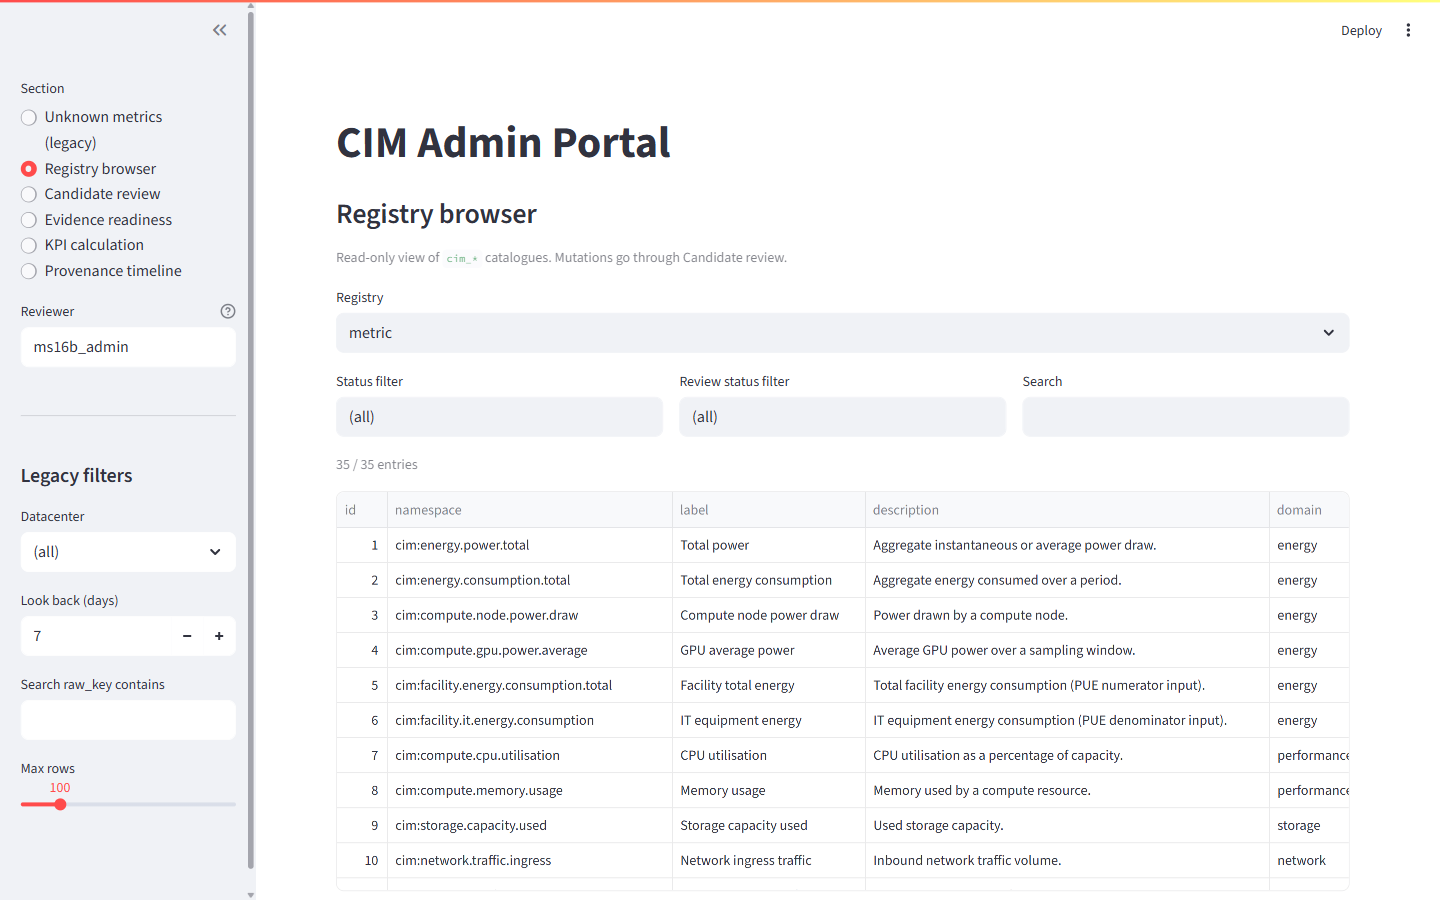 Deploy
Section
Unknown metrics
(legacy)
Registry browser
Candidate review
Evidence readiness
KPI calculation
Provenance timeline
Reviewer
ms16b_admin
Legacy filters
Datacenter
(all)
Look back (days)
7
Search raw_key contains
Max rows
100
CIM Admin Portal
Registry browser
Read-only view of cim_* catalogues. Mutations go through Candidate review.
Registry
metric
Status filter Review status filter Search
(all) (all)
35 / 35 entries
id namespace label description domain
1 cim:energy.power.total Total power Aggregate instantaneous or average power draw. energy
2 cim:energy.consumption.total Total energy consumption Aggregate energy consumed over a period. energy
3 cim:compute.node.power.draw Compute node power draw Power drawn by a compute node. energy
4 cim:compute.gpu.power.average GPU average power Average GPU power over a sampling window. energy
5 cim:facility.energy.consumption.total Facility total energy Total facility energy consumption (PUE numerator input). energy
6 cim:facility.it.energy.consumption IT equipment energy IT equipment energy consumption (PUE denominator input). energy
7 cim:compute.cpu.utilisation CPU utilisation CPU utilisation as a percentage of capacity. performance
8 cim:compute.memory.usage Memory usage Memory used by a compute resource. performance
9 cim:storage.capacity.used Storage capacity used Used storage capacity. storage
10 cim:network.traffic.ingress Network ingress traffic Inbound network traffic volume. network